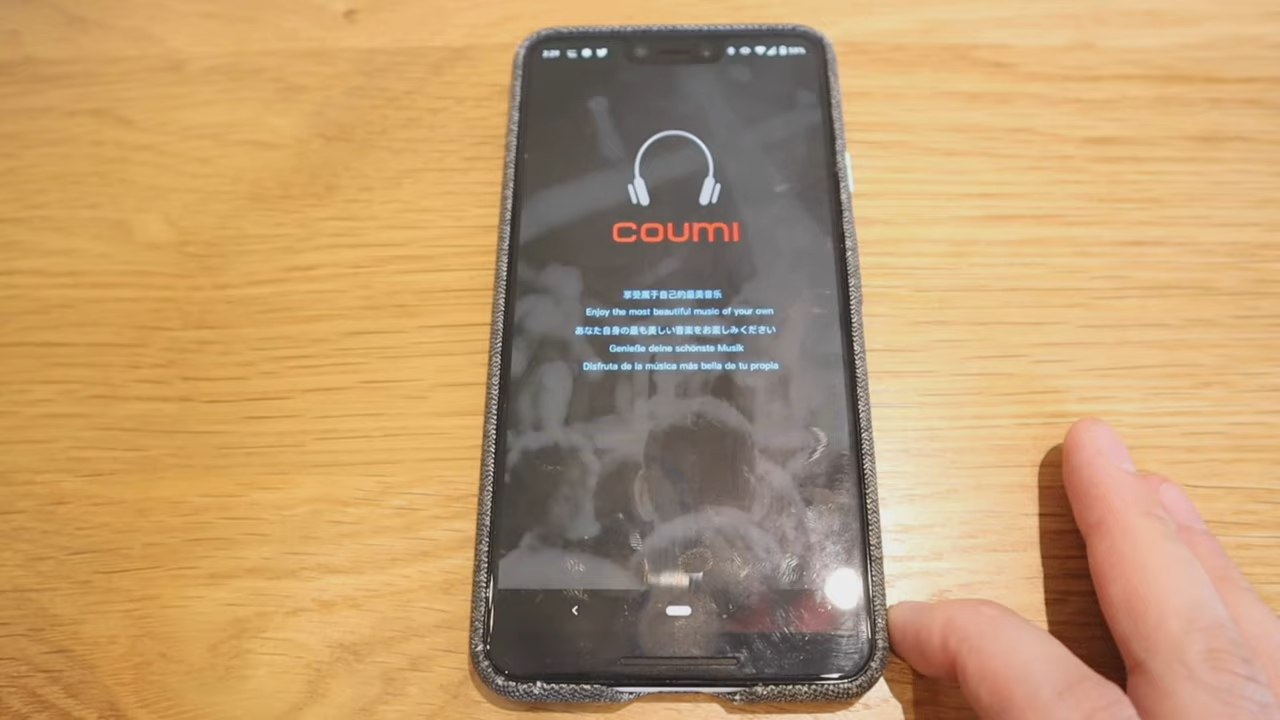 COUMI
享受属于自己的最美音乐
Enjoy the most beautiful music of your own
あなた自身の最も美しい音楽をお楽しみください
Genieße deine schönste Musik
Disfruta de la música más bella de tu propia